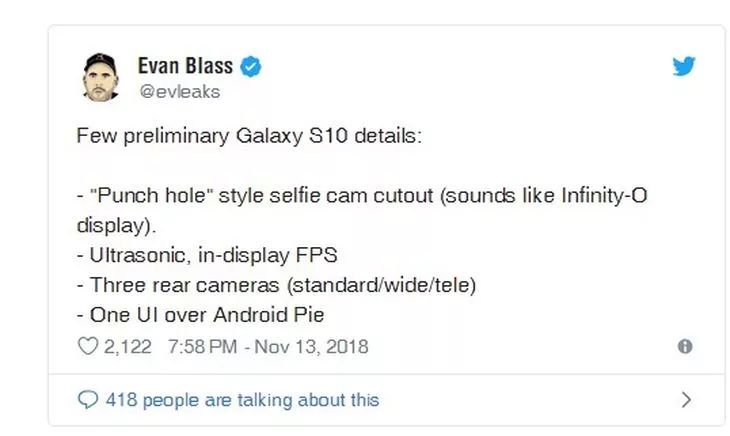 Evan Blass
@evleaks
Few preliminary Galaxy S10 details:
- "Punch hole" style selfie cam cutout (sounds like Infinity-O
display).
- Ultrasonic, in-display FPS
- Three rear cameras (standard/wide/tele)
- One UI over Android Pie
2,122 7:58 PM - Nov 13, 2018
418 people are talking about this